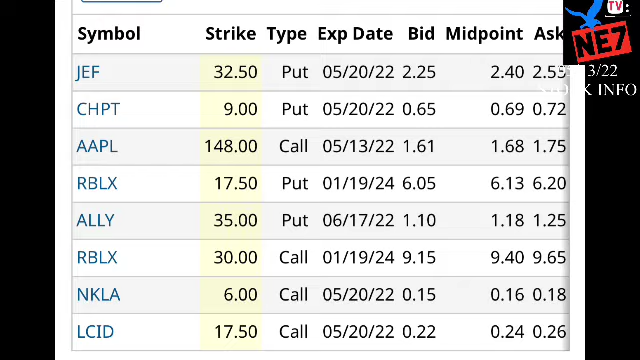 TV
NE7
Symbol Strike Type Exp Date Bid Midpoint Ask
3/22
STOCK INFO
JEF 32.50 Put 05/20/22 2.25 2.40 2.55
CHPT 9.00 Put 05/20/22 0.65 0.69 0.72
AAPL 148.00 Call 05/13/22 1.61 1.68 1.75
RBLX 17.50 Put 01/19/24 6.05 6.13 6.20
ALLY 35.00 Put 06/17/22 1.10 1.18 1.25
RBLX 30.00 Call 01/19/24 9.15 9.40 9.65
NKLA 6.00 Call 05/20/22 0.15 0.16 0.18
LCID 17.50 Call 05/20/22 0.22 0.24 0.26